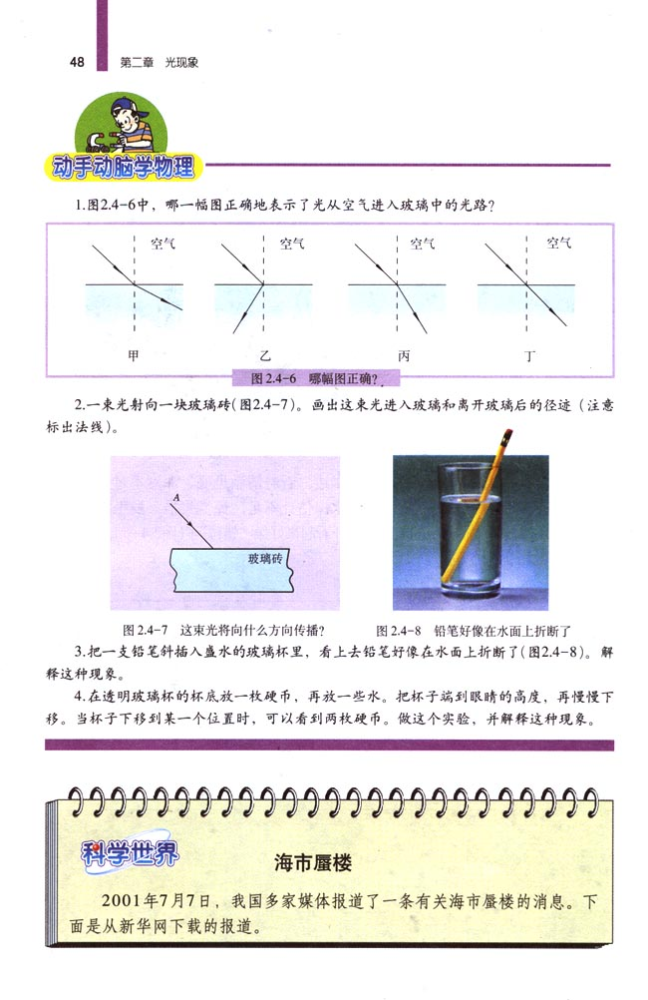 48 第二章 光现象
动手动脑学物理
1.图2.4-6中，哪一幅图正确地表示了光从空气进入玻璃中的光路？
空气 空气 空气 空气
甲 乙 丙 丁
图 2.4-6 哪幅图正确？
2.一束光射向一块玻璃砖（图2.4-7）。画出这束光进入玻璃和离开玻璃后的径迹（注意
标出法线）。
A
玻璃砖
图 2.4-7 这束光将向什么方向传播？
图 2.4-8 铅笔好像在水面上折断了
3.把一支铅笔斜插入盛水的玻璃杯里，看上去铅笔好像在水面上折断了（图2.4-8）。解
释这种现象。
4.在透明玻璃杯的杯底放一枚硬币，再放一些水。把杯子端到眼睛的高度，再慢慢下
移。当杯子下移到某一个位置时，可以看到两枚硬币。做这个实验，并解释这种现象。
科学世界
海市蜃楼
2001年7月7日，我国多家媒体报道了一条有关海市蜃楼的消息。下
面是从新华网下载的报道。